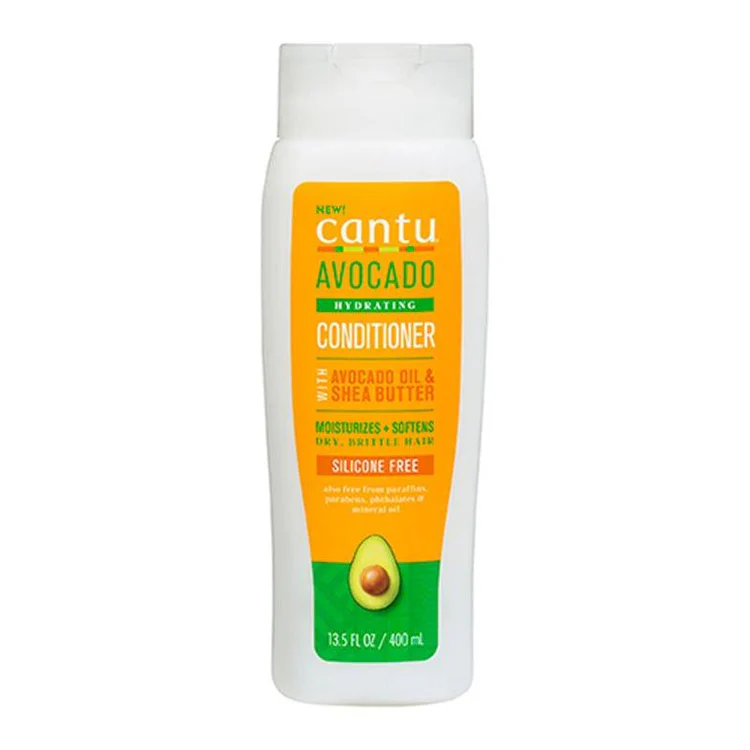 NEW!
cantu
AVOCADO
HYDRATING
CONDITIONER
WITH AVOCADO OIL &
SHEA BUTTER
MOISTURIZES + SOFTENS
DRY, BRITTLE HAIR
SILICONE FREE
also free from paraffins,
parabens, phthalates &
mineral oil
13.5 FL OZ / 400 mL